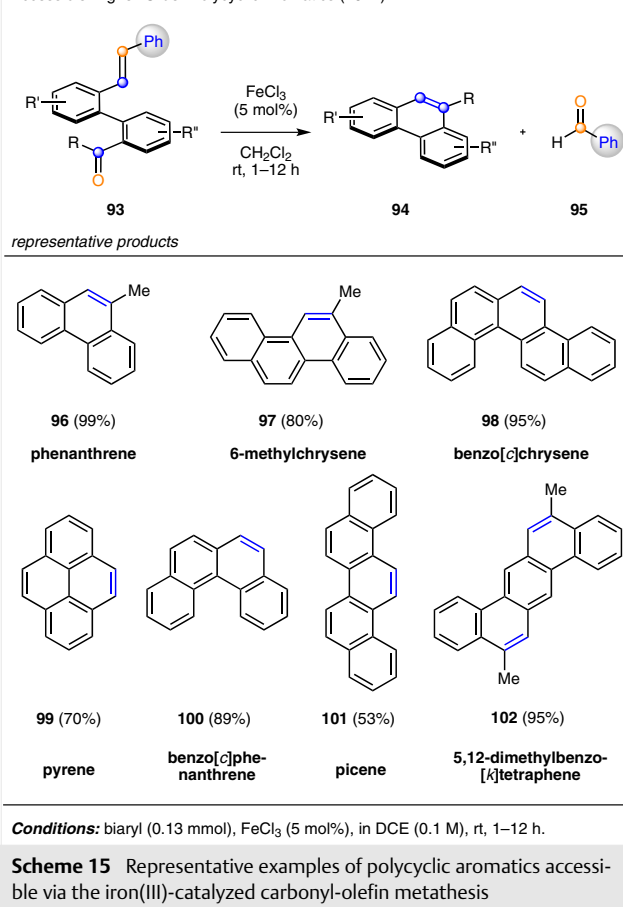 Ph
R'
R"
R
O
FeCl3
(5 mol%)
CH2Cl2
rt, 1–12 h
R'
R
R"
+
O
H
Ph
93
94
95
representative products
Me
Me
96 (99%)
97 (80%)
98 (95%)
phenanthrene
6-methylchrysene
benzo[c]chrysene
Me
Me
99 (70%)
100 (89%)
101 (53%)
102 (95%)
pyrene
benzo[c]phe-
nanthrene
picene
5,12-dimethylbenzo-
[k]tetraphene
Conditions: biaryl (0.13 mmol), FeCl3 (5 mol%), in DCE (0.1 M), rt, 1–12 h.
Scheme 15 Representative examples of polycyclic aromatics accessi-
ble via the iron(III)-catalyzed carbonyl-olefin metathesis